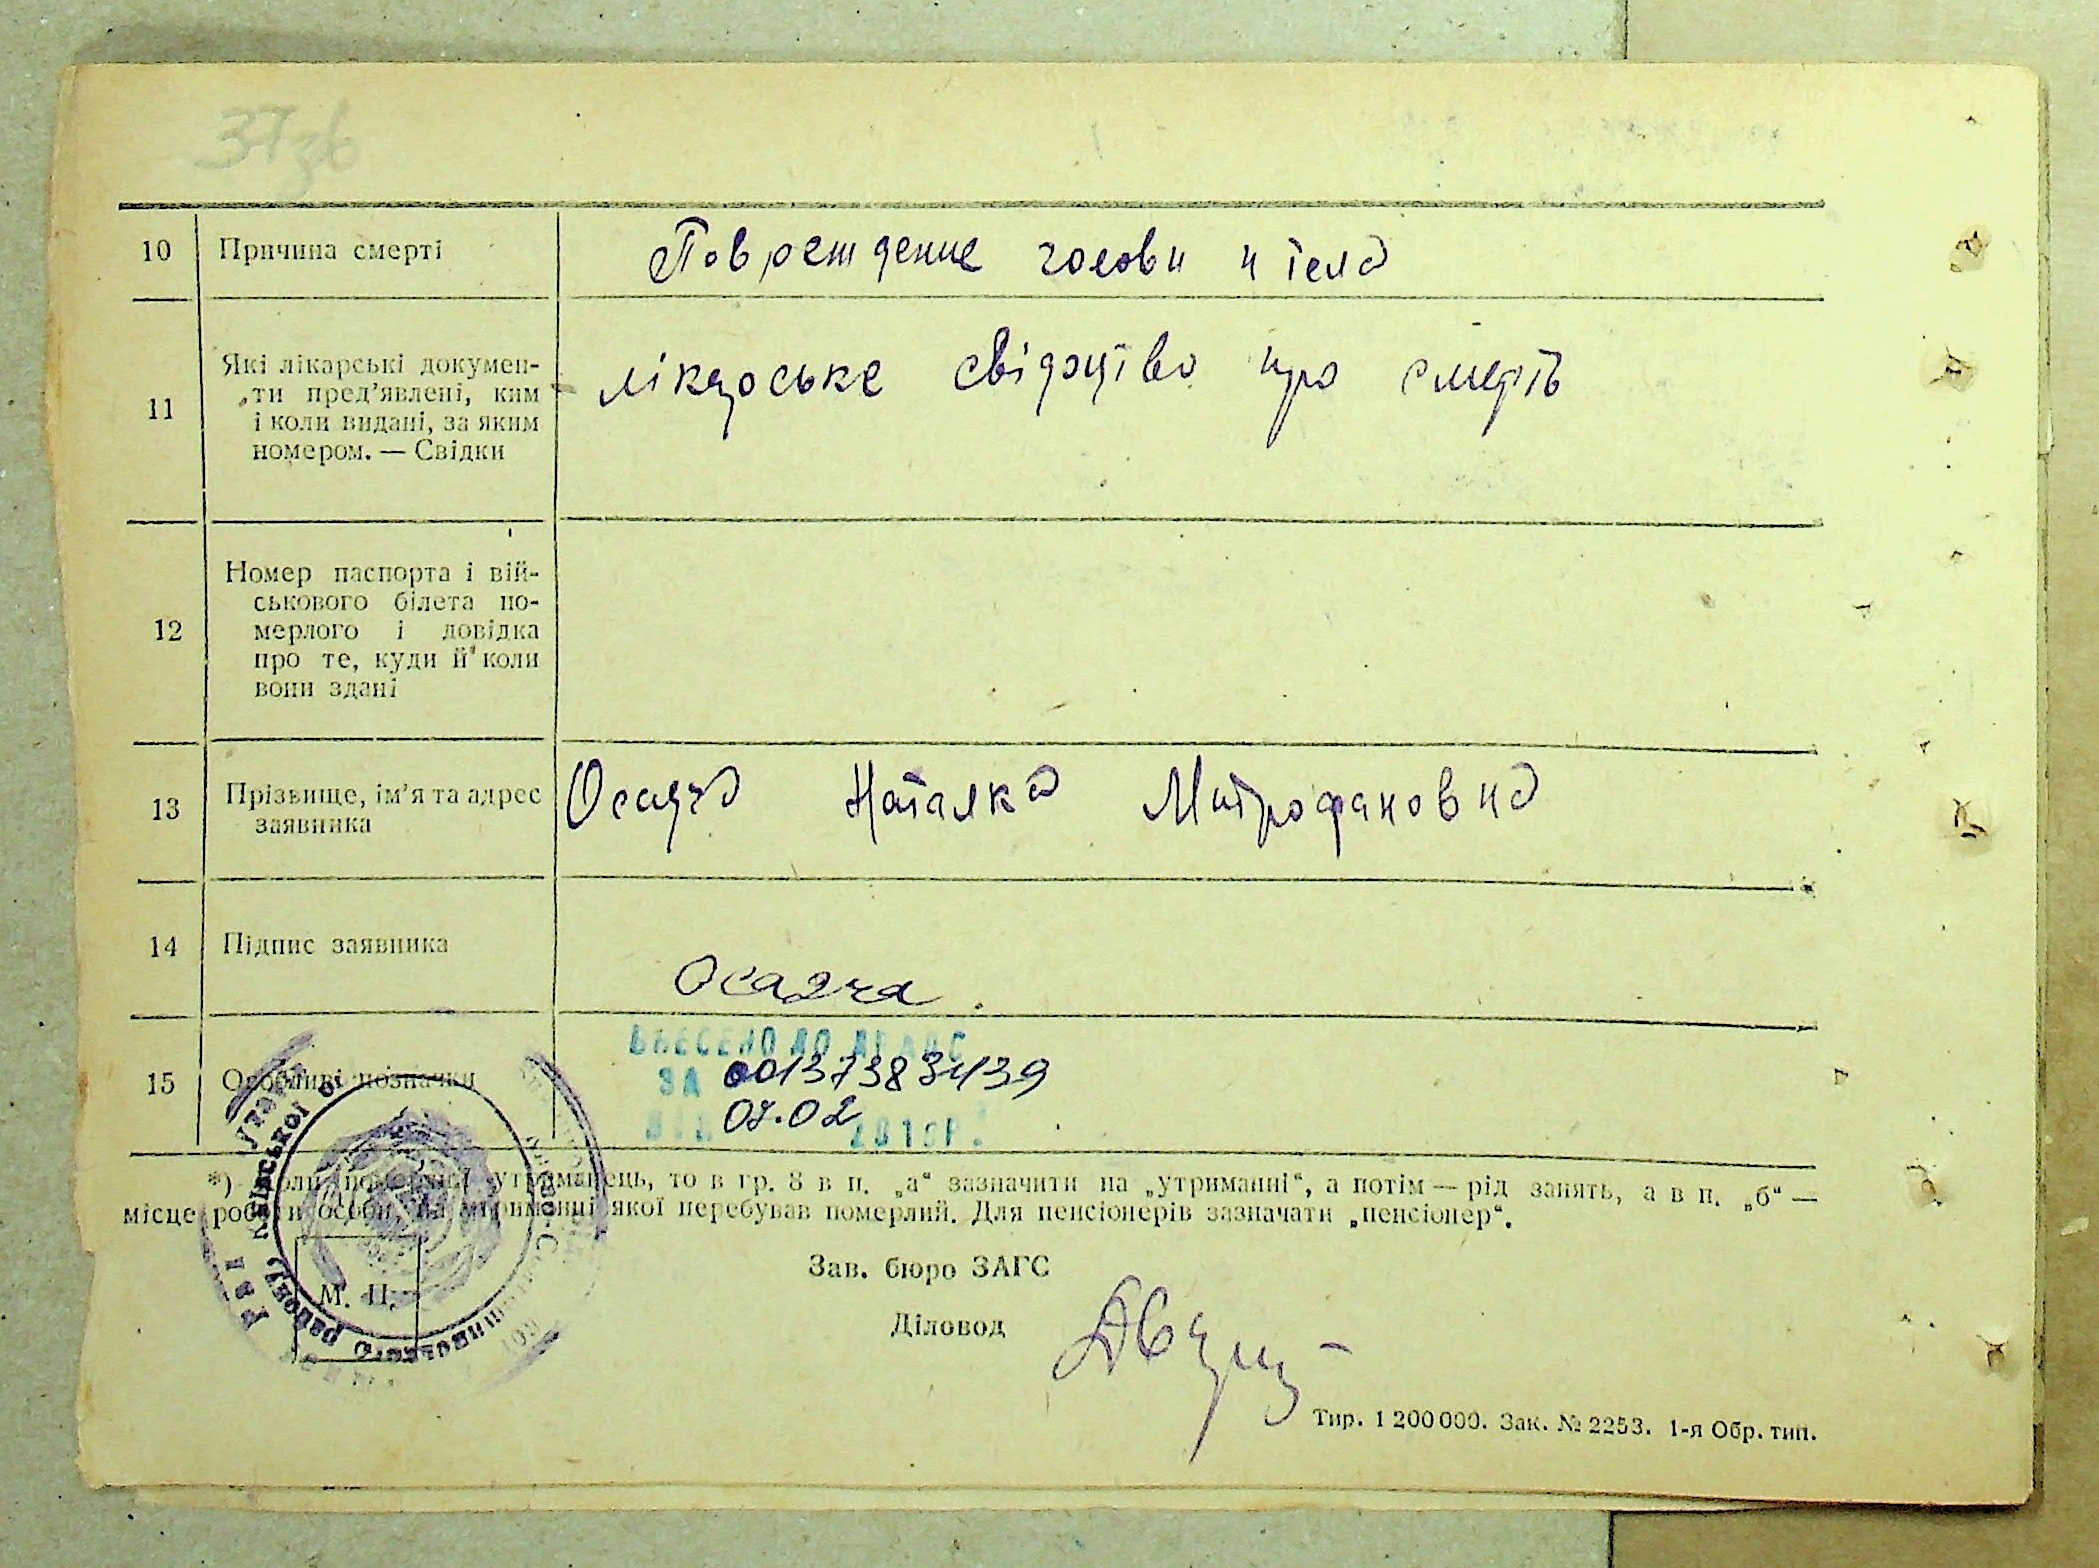 37зв
10 Причина смерті Повреждение голови и тела
11 Які лікарські докумен-
ти пред’явлені, ким
і коли видані, за яким
номером. — Свідки
лікарське свідоцтво про смерть
12 Номер паспорта і вій-
ськового білета по-
мерлого і довідка
про те, куди й коли
вони здані
13 Прізвище, ім’я та адрес
заявника
Осадча Наталка Митрофановна
14 Підпис заявника
Осадча
15 Особливі позначки
ВНЕСЕНО ДО ДРАЦС
ЗА 00137383439
ВІД 07.02 201 Р.
*) Коли померлий утриманець, то в гр. 8 в п. „а“ зазначити на „утриманні“, а потім — рід занять, а в п. „б“ —
місце роботи особи, на утриманні якої перебував померлий. Для пенсіонерів зазначати „пенсіонер“.
Зав. бюро ЗАГС
М. П.
Діловод
Тир. 1 200 000. Зак. № 2253. 1-я Обр. тип.